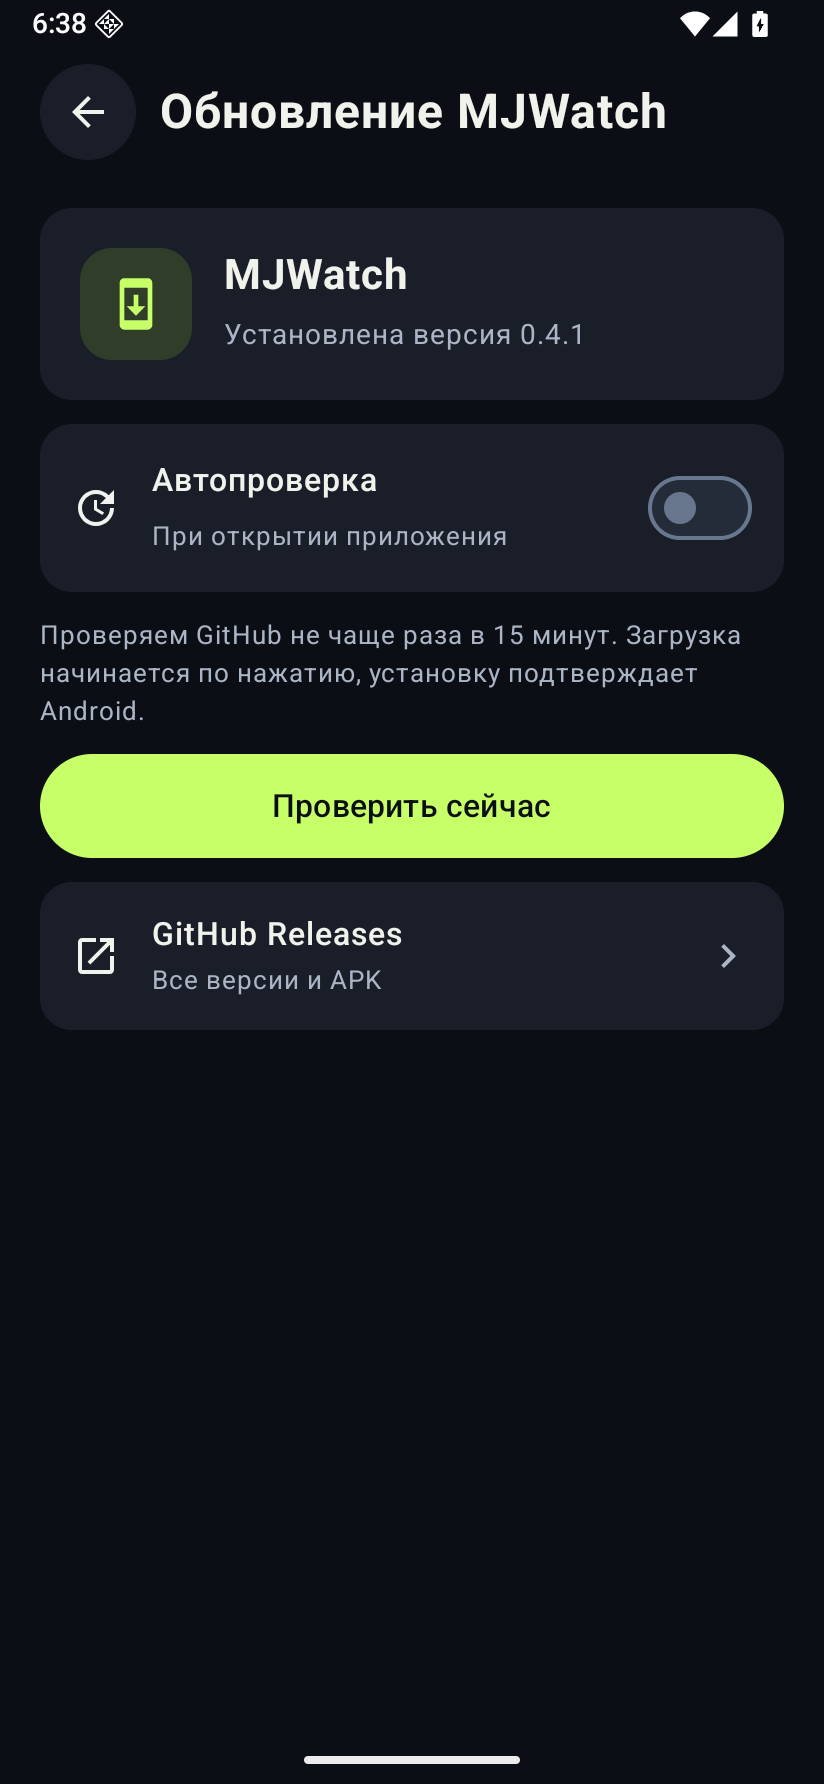 6:38
Обновление MJWatch
MJWatch
Установлена версия 0.4.1
Автопроверка
При открытии приложения
Проверяем GitHub не чаще раза в 15 минут. Загрузка
начинается по нажатию, установку подтверждает
Android.
Проверить сейчас
GitHub Releases
Все версии и APK